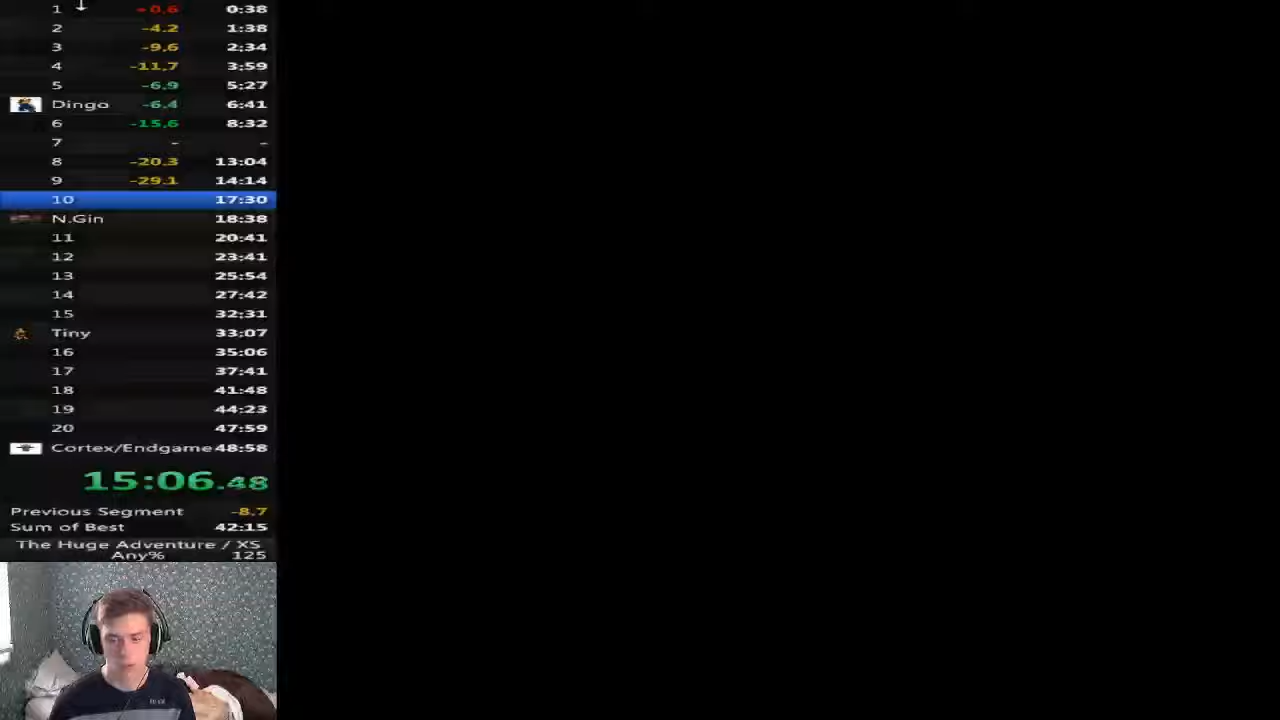 1 +0.6 0:38
2 -4.2 1:38
3 -9.6 2:34
4 -11.7 3:59
5 -6.9 5:27
Dingo -6.4 6:41
6 -15.6 8:32
7 - -
8 -20.3 13:04
9 -29.1 14:14
10 17:30
N.Gin 18:38
11 20:41
12 23:41
13 25:54
14 27:42
15 32:31
Tiny 33:07
16 35:06
17 37:41
18 41:48
19 44:23
20 47:59
Cortex/Endgame 48:58
15:06.48
Previous Segment -8.7
Sum of Best 42:15
The Huge Adventure / XS
Any% 125